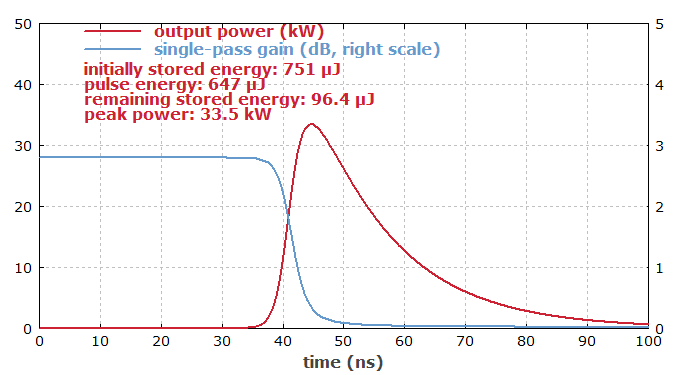 output power (kW)
single-pass gain (dB, right scale)
initially stored energy: 751 µJ
pulse energy: 647 µJ
remaining stored energy: 96.4 µJ
peak power: 33.5 kW
50 5
40 4
30 3
20 2
10 1
0 0
0 10 20 30 40 50 60 70 80 90 100
time (ns)